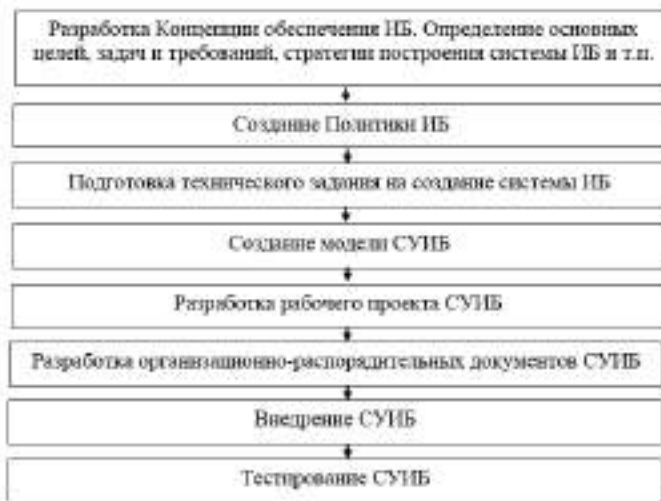 Разработка Концепции обеспечения ИБ. Определение основных
целей, задач и требований, стратегии построения системы ИБ и т.п.
Создание Политики ИБ
Подготовка технического задания на создание системы ИБ
Создание модели СУИБ
Разработка рабочего проекта СУИБ
Разработка организационно-распорядительных документов СУИБ
Внедрение СУИБ
Тестирование СУИБ